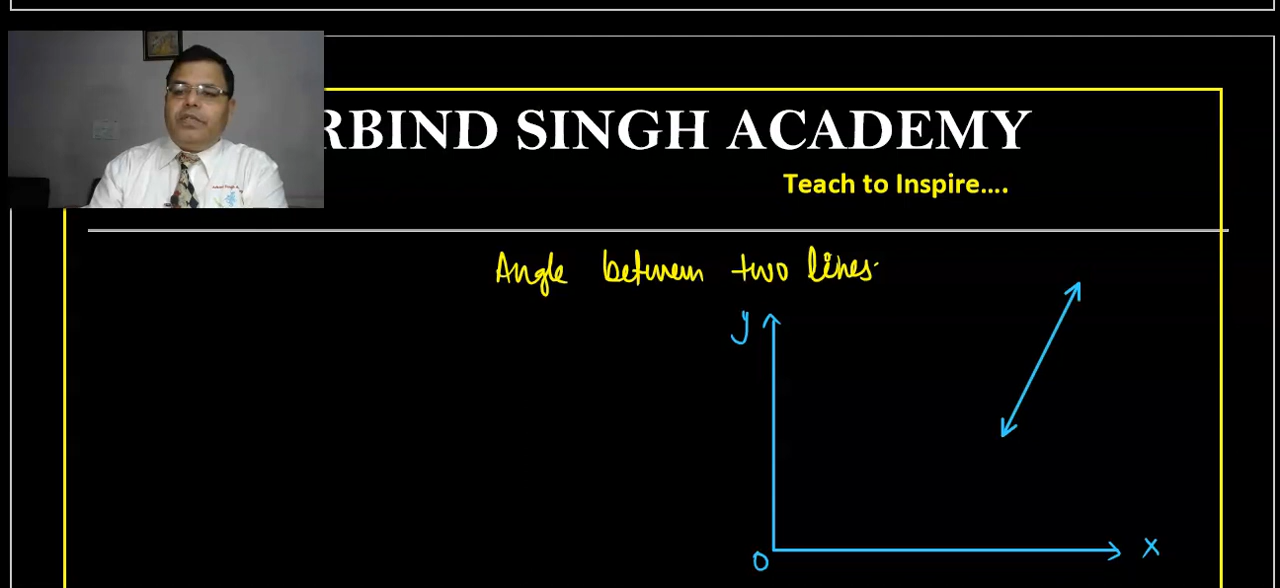 RBIND SINGH ACADEMY
Teach to Inspire....
Angle between two lines.
y
O
X